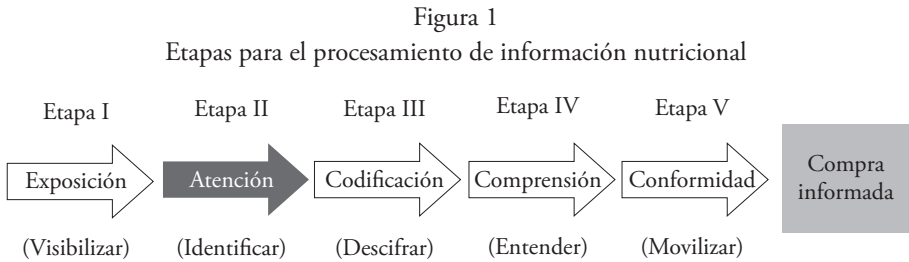 Figura 1
Etapas para el procesamiento de información nutricional
Etapa I
Etapa II
Etapa III
Etapa IV
Etapa V
Exposición
Atención
Codificación
Comprensión
Conformidad
Compra
informada
(Visibilizar)
(Identificar)
(Descifrar)
(Entender)
(Movilizar)